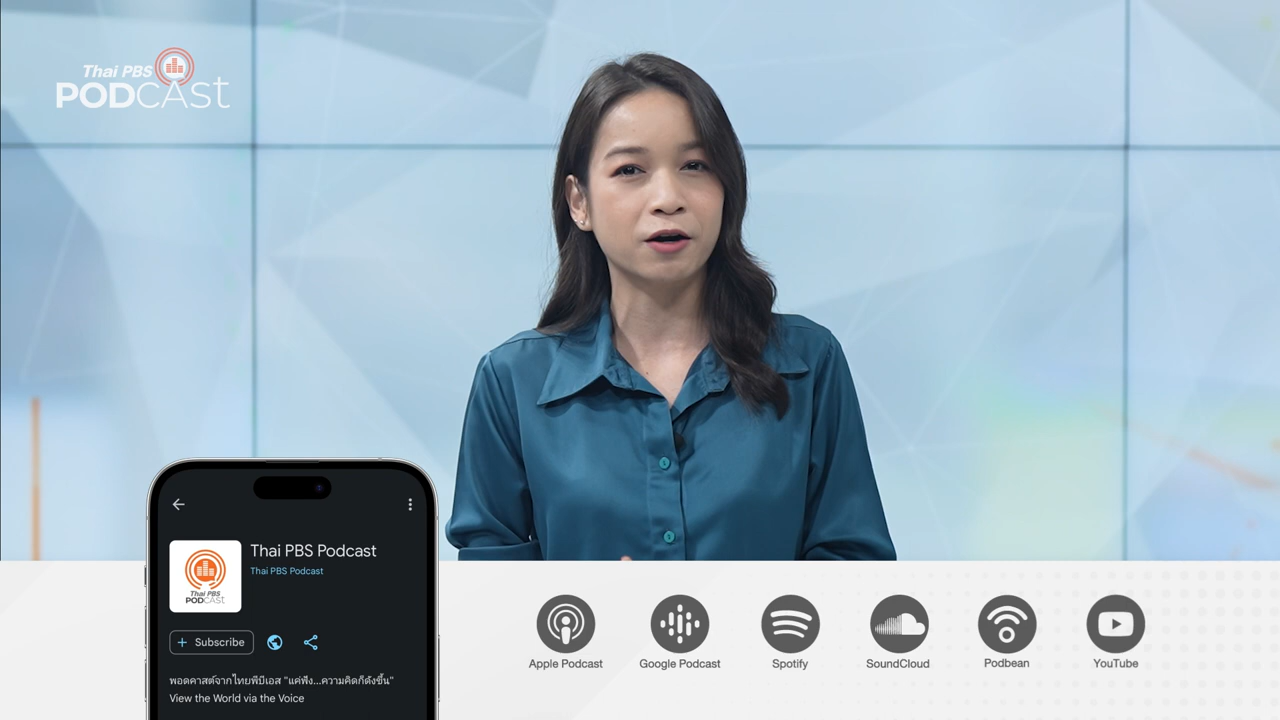 Thai PBS
PODCAST
Thai PBS Podcast
Thai PBS Podcast
Thai PBS
PODCAST
Subscribe
พอดคาสต์จากไทยพีบีเอส "แค่ฟัง...ความคิดก็ดังขึ้น"
View the World via the Voice
Apple Podcast
Google Podcast
Spotify
SoundCloud
Podbean
YouTube